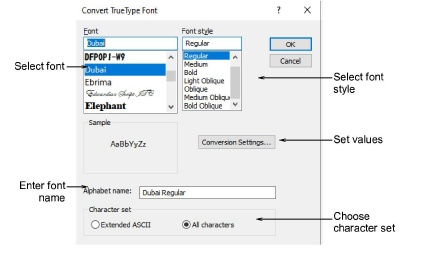 Convert TrueType Font ? ×
Font
Font style
Dubai
Regular
OK
DFPOP1-W9
Dubai
Ebrima
Edwardian Script ITC
Elephant
Regular
Medium
Bold
Light Oblique
Oblique
Medium Oblique
Bold Oblique
Cancel
Select font
Select font
style
Sample
AaBbYyZz
Conversion Settings...
Set values
Enter font
name
Alphabet name:
Dubai Regular
Character set
Extended ASCII
All characters
Choose
character set